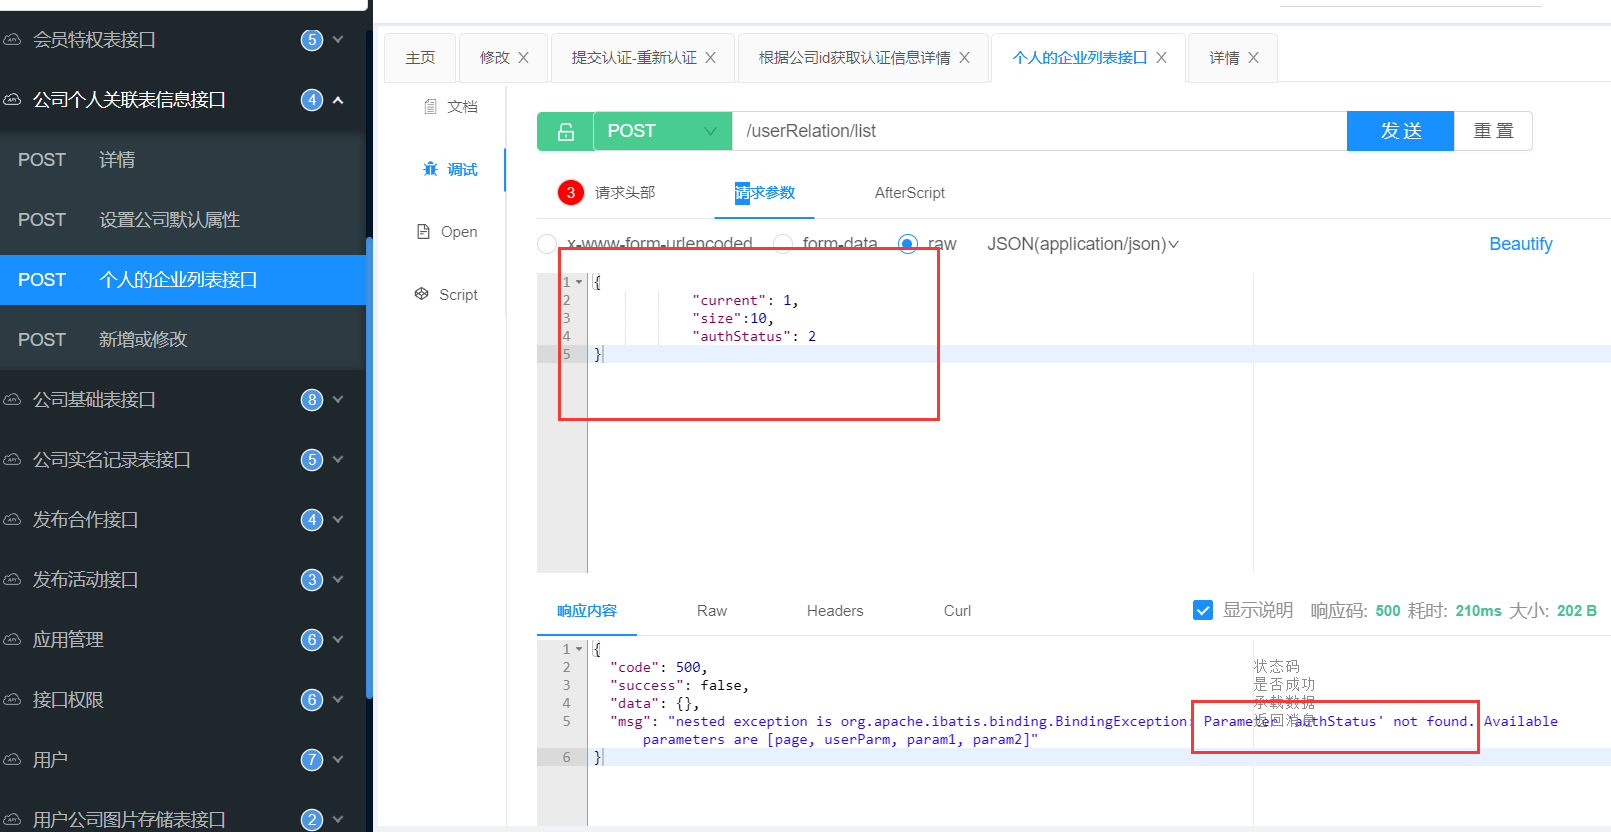 会员特权表接口 5
公司个人关联表信息接口 4
POST 详情
POST 设置公司默认属性
POST 个人的企业列表接口
POST 新增或修改
公司基础表接口 8
公司实名记录表接口 5
发布合作接口 4
发布活动接口 3
应用管理 6
接口权限 6
用户 7
用户公司图片存储表接口 2
主页 修改 提交认证-重新认证 根据公司id获取认证信息详情 个人的企业列表接口 详情
文档
调试
Open
Script
POST /userRelation/list 发 送 重 置
3 请求头部 请求参数 AfterScript
x-www-form-urlencoded form-data raw JSON(application/json) Beautify
1 {
2 "current": 1,
3 "size":10,
4 "authStatus": 2
5 }
响应内容 Raw Headers Curl 显示说明 响应码: 500 耗时: 210ms 大小: 202 B
1 {
2 "code": 500, 状态码
3 "success": false, 是否成功
4 "data": {}, 承载数据
5 "msg": "nested exception is org.apache.ibatis.binding.BindingException: Parameter 'authStatus' not found. Available 返回消息
parameters are [page, userParm, param1, param2]"
6 }